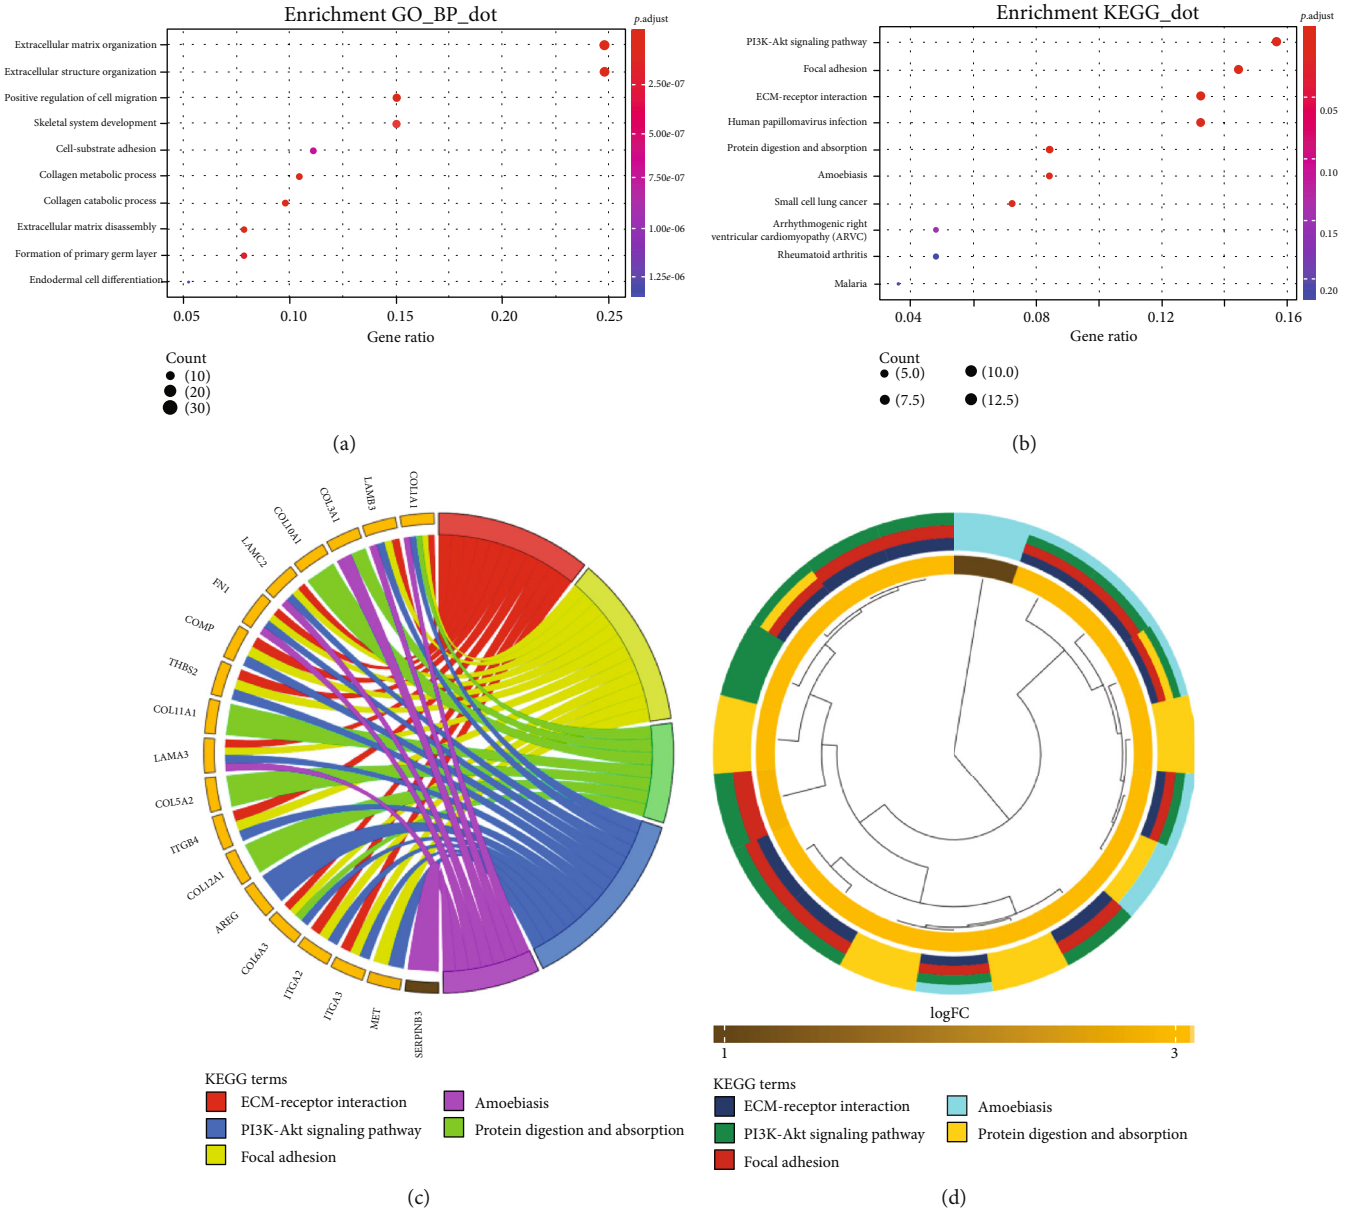 Enrichment GO_BP_dot
p.adjust
Extracellular matrix organization
Extracellular structure organization
Positive regulation of cell migration
Skeletal system development
Cell-substrate adhesion
Collagen metabolic process
Collagen catabolic process
Extracellular matrix disassembly
Formation of primary germ layer
Endodermal cell differentiation
2.50e-07
5.00e-07
7.50e-07
1.00e-06
1.25e-06
0.05 0.10 0.15 0.20 0.25
Gene ratio
Count
(10)
(20)
(30)
(a)
Enrichment KEGG_dot
p.adjust
PI3K-Akt signaling pathway
Focal adhesion
ECM-receptor interaction
Human papillomavirus infection
Protein digestion and absorption
Amoebiasis
Small cell lung cancer
Arrhythmogenic right
ventricular cardiomyopathy (ARVC)
Rheumatoid arthritis
Malaria
0.05
0.10
0.15
0.20
0.04 0.08 0.12 0.16
Gene ratio
Count
(5.0) (10.0)
(7.5) (12.5)
(b)
COL1A1
LAMB3
COL3A1
COL10A1
LAMC2
FN1
COMP
THBS2
COL11A1
LAMA3
COL5A2
ITGB4
COL12A1
AREG
COL6A3
ITGA2
ITGA3
MET
SERPINB3
KEGG terms
ECM-receptor interaction
PI3K-Akt signaling pathway
Focal adhesion
Amoebiasis
Protein digestion and absorption
(c)
logFC
1 3
KEGG terms
ECM-receptor interaction
PI3K-Akt signaling pathway
Focal adhesion
Amoebiasis
Protein digestion and absorption
(d)